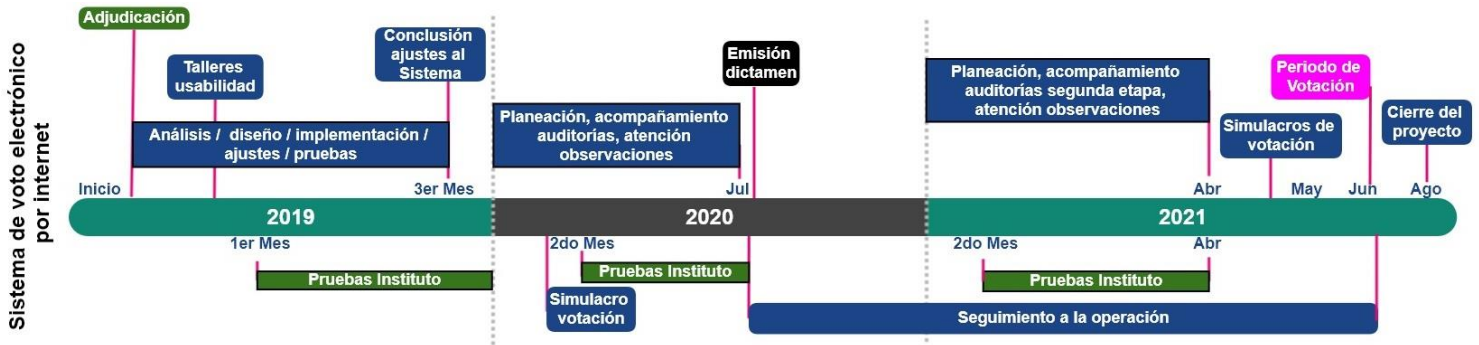 Sistema de voto electrónico
por internet
Adjudicación
Talleres
usabilidad
Conclusión
ajustes al
Sistema
Análisis / diseño / implementación /
ajustes / pruebas
Inicio
3er Mes
2019
1er Mes
Pruebas Instituto
Emisión
dictamen
Planeación, acompañamiento
auditorías, atención
observaciones
Jul
2020
2do Mes
Pruebas Instituto
Simulacro
votación
Planeación, acompañamiento
auditorías segunda etapa,
atención observaciones
Periodo de
Votación
Simulacros de
votación
Cierre del
proyecto
Abr
May
Jun
Ago
2021
2do Mes
Abr
Pruebas Instituto
Seguimiento a la operación